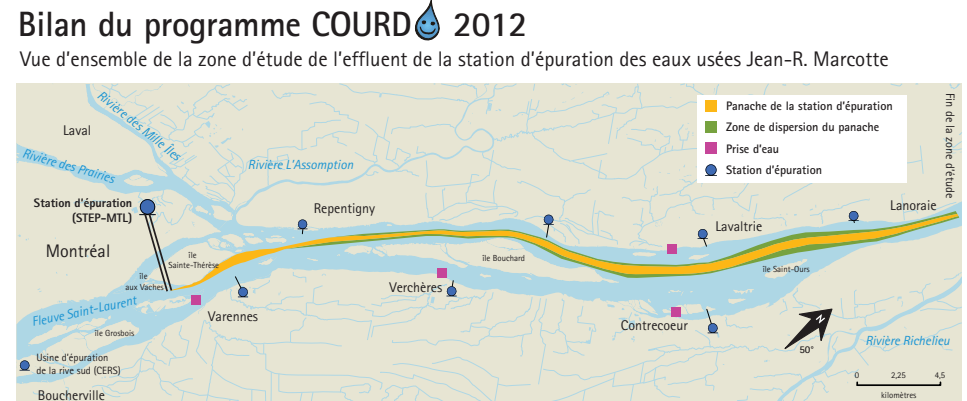 Bilan du programme COURDO 2012
Vue d'ensemble de la zone d'étude de l'effluent de la station d'épuration des eaux usées Jean-R. Marcotte
Panache de la station d'épuration
Zone de dispersion du panache
Prise d'eau
Station d'épuration
Fin de la zone d'étude
Rivière des Mille Îles
Laval
Rivière des Prairies
Rivière L'Assomption
Station d'épuration
(STEP-MTL)
Repentigny
Lanoraie
Lavaltrie
Montréal
île
Sainte-Thérèse
île Bouchard
île Saint-Ours
île
aux Vaches
Verchères
Fleuve Saint-Laurent
Varennes
Contrecoeur
île Grosbois
N
50°
Rivière Richelieu
Usine d'épuration
de la rive sud (CERS)
Boucherville
0 2,25 4,5
kilomètres